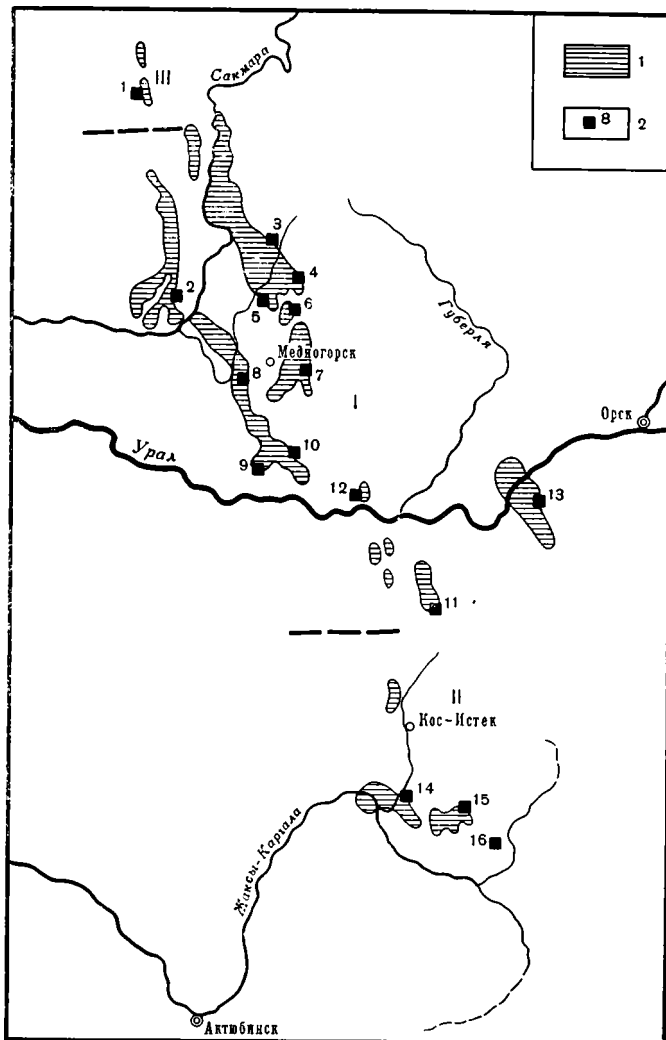 Сакмара
III
1
1
8
2
3
4
2
5
6
Губерля
Медногорск
7
8
I
Орск
Урал
10
9
12
13
11
II
Кос-Истек
14
15
16
Жаксы-Каргала
Актюбинск